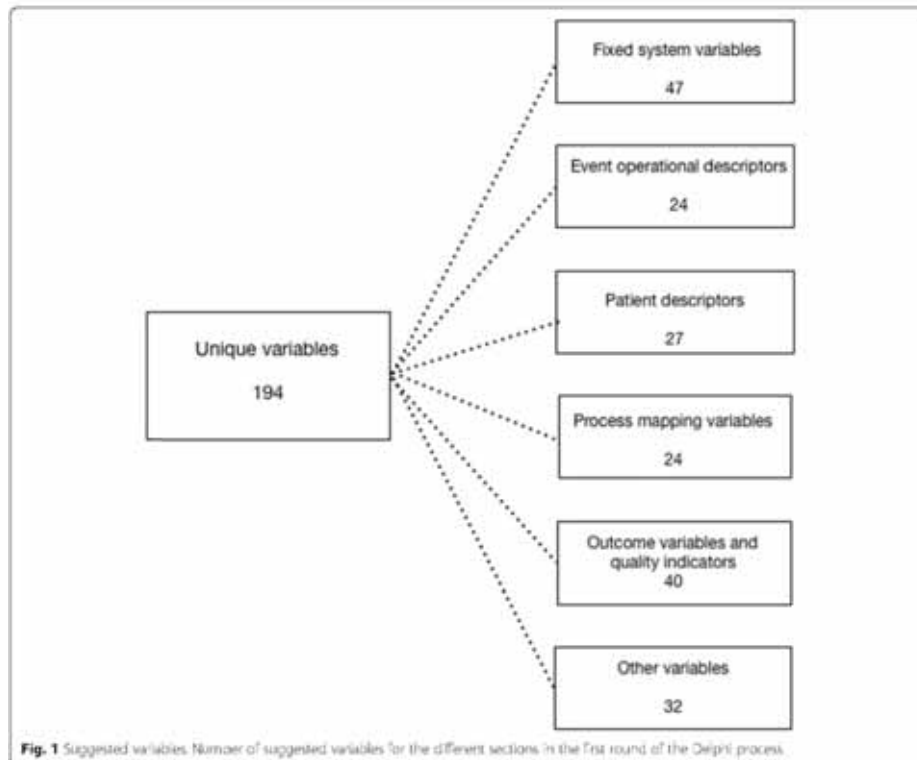 Fixed system variables
47
Event operational descriptors
24
Patient descriptors
27
Unique variables
194
Process mapping variables
24
Outcome variables and
quality indicators
40
Other variables
32
Fig. 1 Suggested variables. Number of suggested variables for the different sections in the first round of the Delphi process